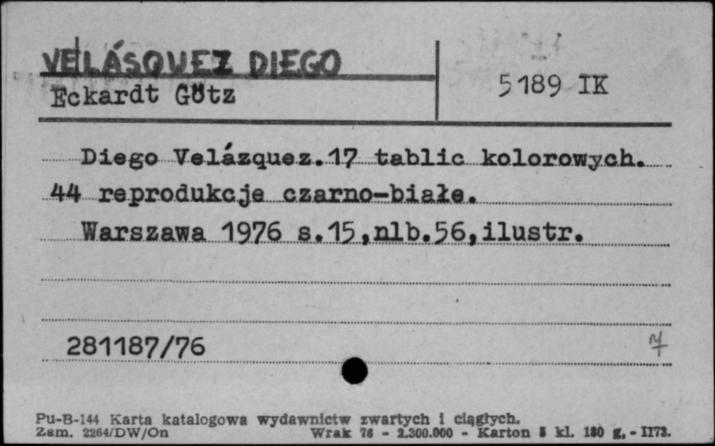 VELÁSQUEZ DIEGO
Eckardt Götz
5189 IK
Diego Velázquez.17 tablic kolorowych.
44 reprodukcje czarno-białe.
Warszawa 1976 s.15,nlb.56,ilustr.
281187/76
Pu-B-144 Karta katalogowa wydawnictw zwartych i ciągłych.
Zam. 2264/DW/On Wrak 76 - 2.300.000 - Karton 5 kl. 180 g. - II73.